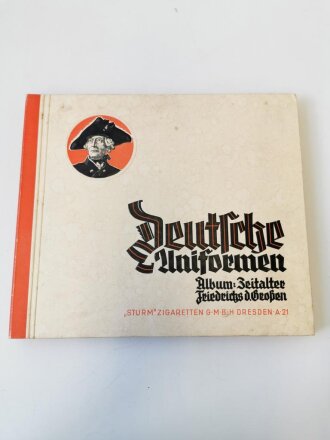 Deutsche
Uniformen
Album: Zeitalter
Friedrichs d. Großen
„STURM" ZIGARETTEN G·M·B·H DRESDEN·A·21